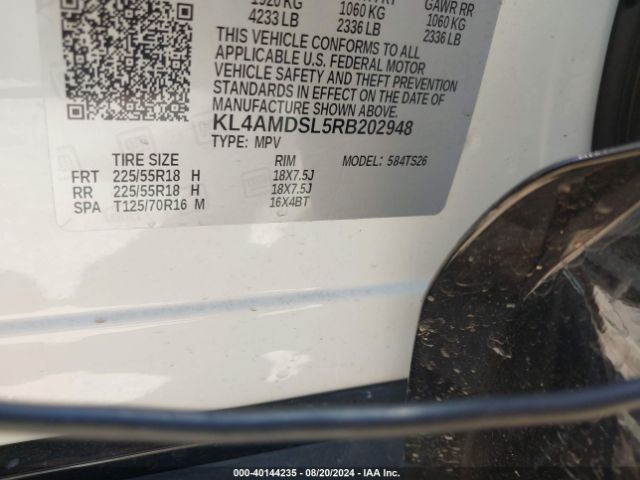 1920 KG 1060 KG GAWR RR 1060 KG
4233 LB 2336 LB 2336 LB
THIS VEHICLE CONFORMS TO ALL
APPLICABLE U.S. FEDERAL MOTOR
VEHICLE SAFETY AND THEFT PREVENTION
STANDARDS IN EFFECT ON THE DATE OF
MANUFACTURE SHOWN ABOVE.
KL4AMDSL5RB202948
TYPE: MPV
TIRE SIZE RIM MODEL: 584TS26
FRT 225/55R18 H 18X7.5J
RR 225/55R18 H 18X7.5J
SPA T125/70R16 M 16X4BT
000-40144235 - 08/20/2024 - IAA Inc.